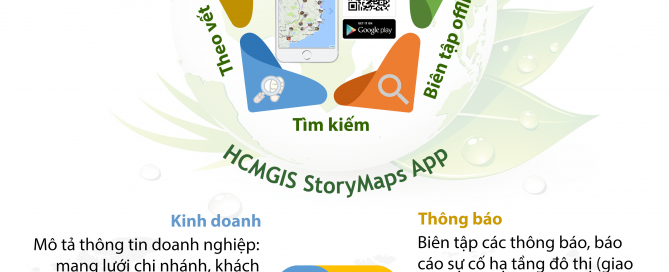 Theo vết
GET IT ON
Google play
Biên tập offli
Tìm kiếm
HCMGIS StoryMaps App
Kinh doanh
Mô tả thông tin doanh nghiệp:
mạng lưới chi nhánh, khách
Thông báo
Biên tập các thông báo, báo
cáo sự cố hạ tầng đô thị (giao